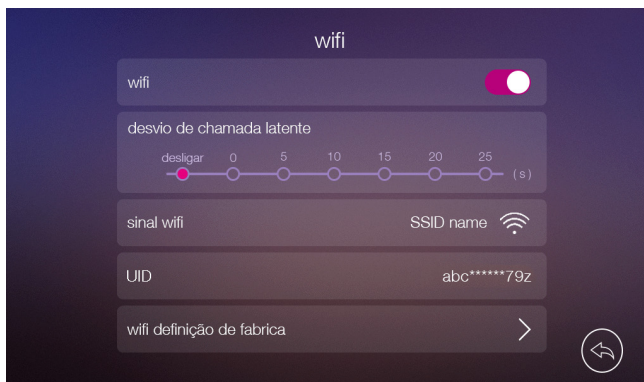 wifi
wifi
desvio de chamada latente
desligar 0 5 10 15 20 25
(s)
sinal wifi SSID name
UID abc******79z
wifi definição de fabrica